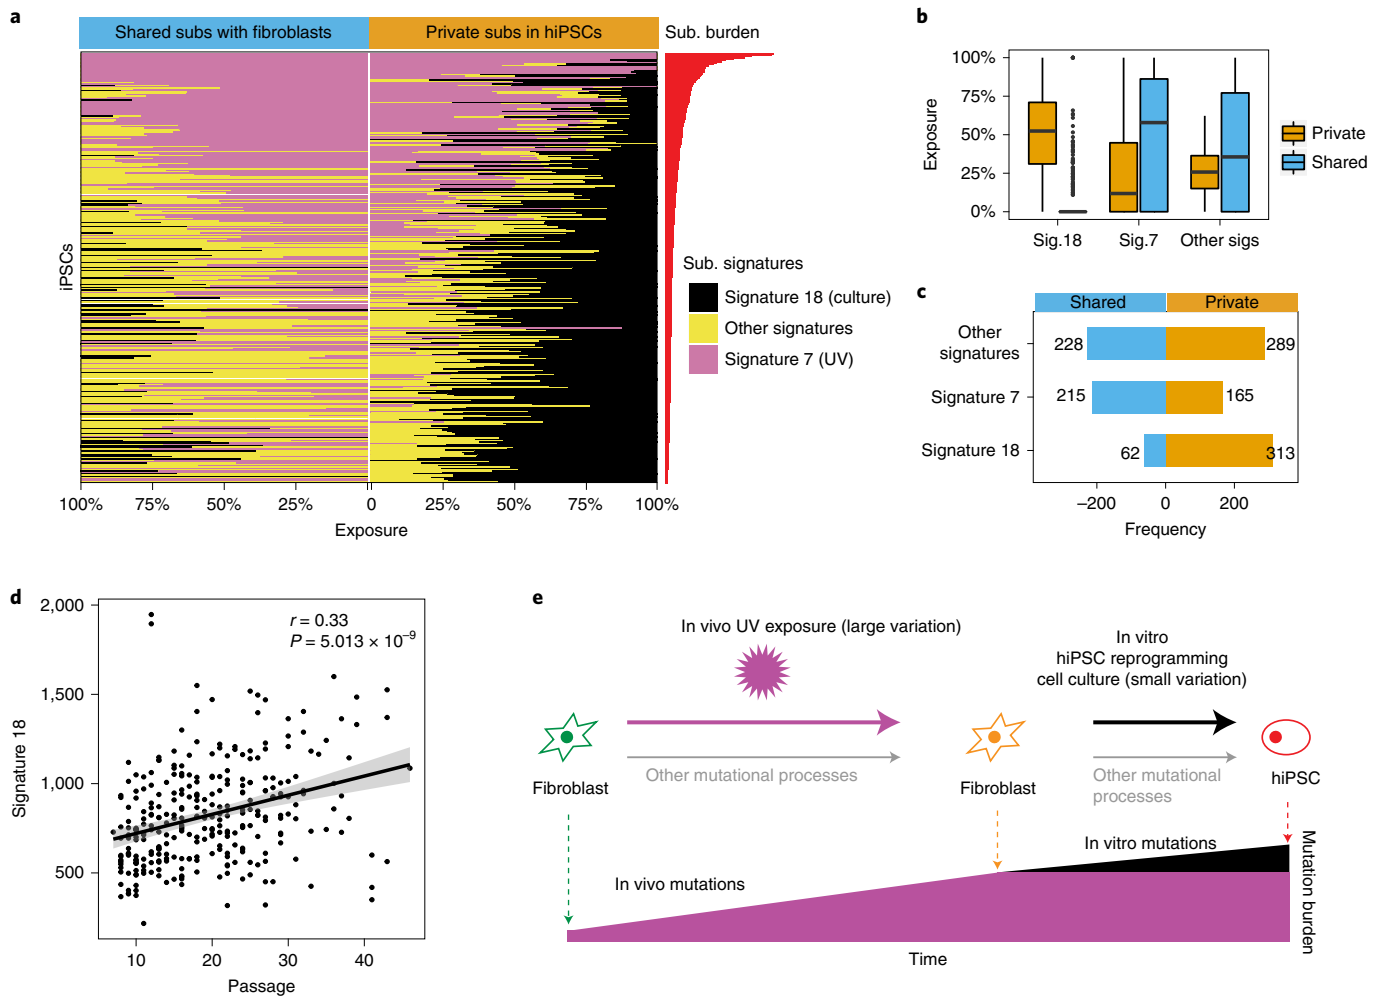 a
Shared subs with fibroblasts
Private subs in hiPSCs
Sub. burden
iPSCs
100%
75%
50%
25%
0
25%
50%
75%
100%
Exposure
Sub. signatures
Signature 18 (culture)
Other signatures
Signature 7 (UV)
b
Exposure
100%
75%
50%
25%
0%
Sig.18
Sig.7
Other sigs
Private
Shared
c
Shared
Private
Other signatures
228
289
Signature 7
215
165
Signature 18
62
313
−200
0
200
Frequency
d
Signature 18
2,000
1,500
1,000
500
r = 0.33
P = 5.013 × 10⁻⁹
10
20
30
40
Passage
e
In vivo UV exposure (large variation)
In vitro
hiPSC reprogramming
cell culture (small variation)
Other mutational processes
Other mutational
processes
Fibroblast
Fibroblast
hiPSC
In vivo mutations
In vitro mutations
Mutation burden
Time